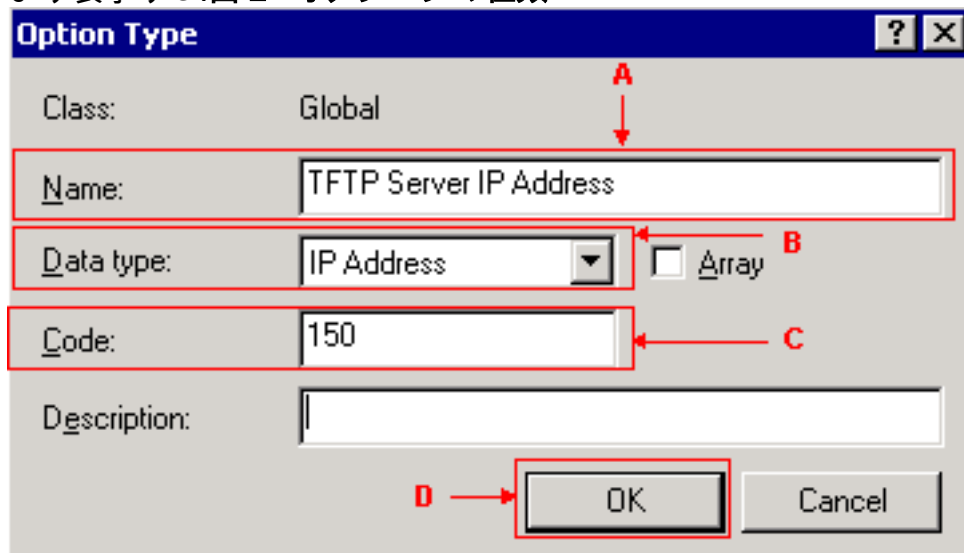 Option Type
A
Class: Global
Name: TFTP Server IP Address
Data type: IP Address Array B
Code: 150 C
Description:
D OK Cancel